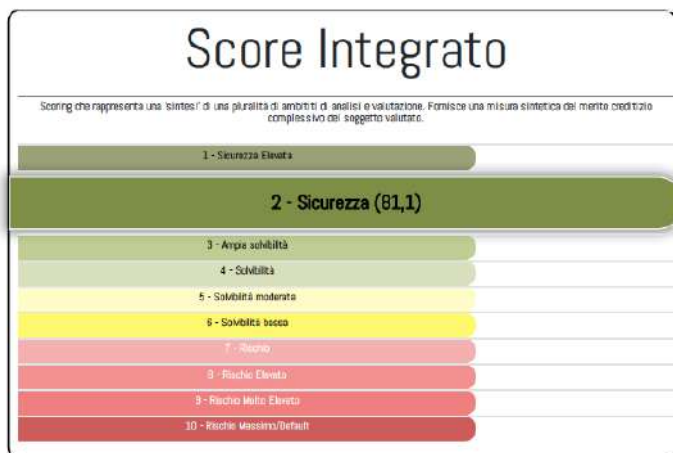 Score Integrato
Scoring che rappresenta una 'sintesi' di una pluralità di ambititi di analisi e valutazione. Fornisce una misura sintetica del merito creditizio
complessivo del soggetto valutato.
1 - Sicurezza Elevata
2 - Sicurezza (81,1)
3 - Ampia solvibilità
4 - Solvibilità
5 - Solvibilità moderata
6 - Solvibilità bassa
7 - Rischio
8 - Rischio Elevato
9 - Rischio Molto Elevato
10 - Rischio Massimo/Default